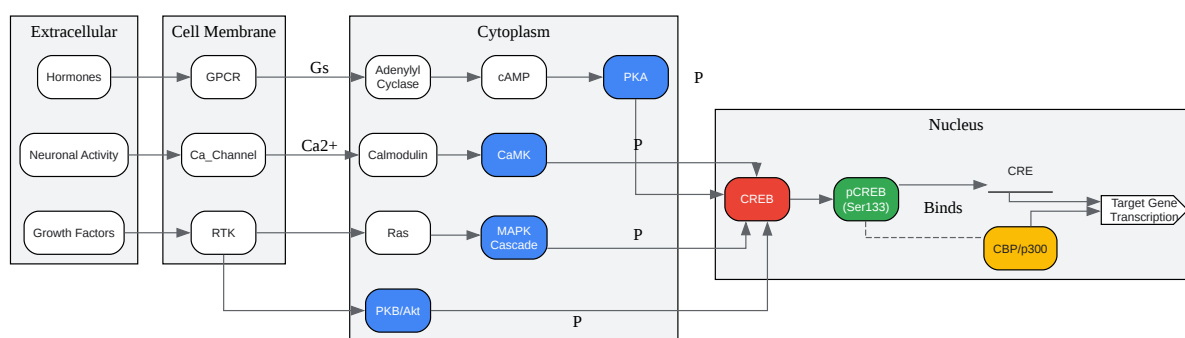 Extracellular
Cell Membrane
Cytoplasm
Hormones
GPCR
Gs
Adenylyl
Cyclase
cAMP
PKA
P
Nucleus
Neuronal Activity
Ca_Channel
Ca2+
Calmodulin
CaMK
P
CREB
pCREB
(Ser133)
Binds
CRE
Target Gene
Transcription
Growth Factors
RTK
Ras
MAPK
Cascade
P
CBP/p300
PKB/Akt
P